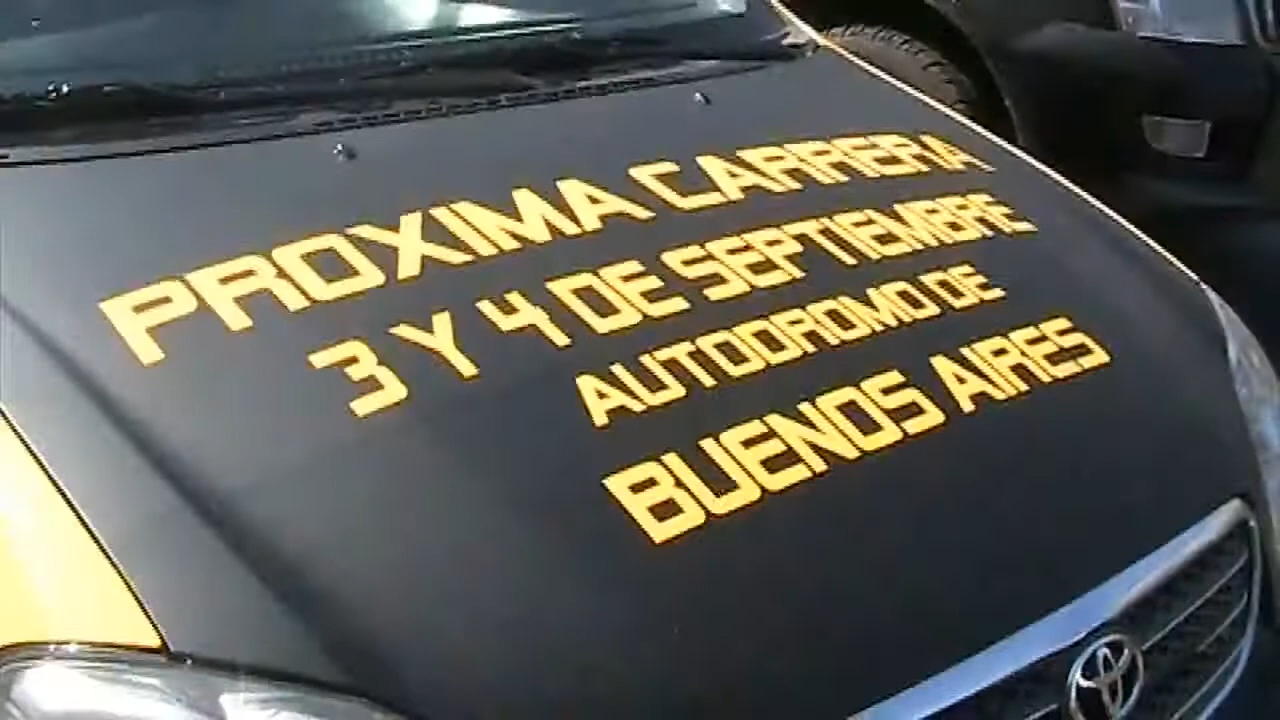 PROXIMA CARRERA
3 Y 4 DE SEPTIEMBRE
AUTODROMO DE
BUENOS AIRES